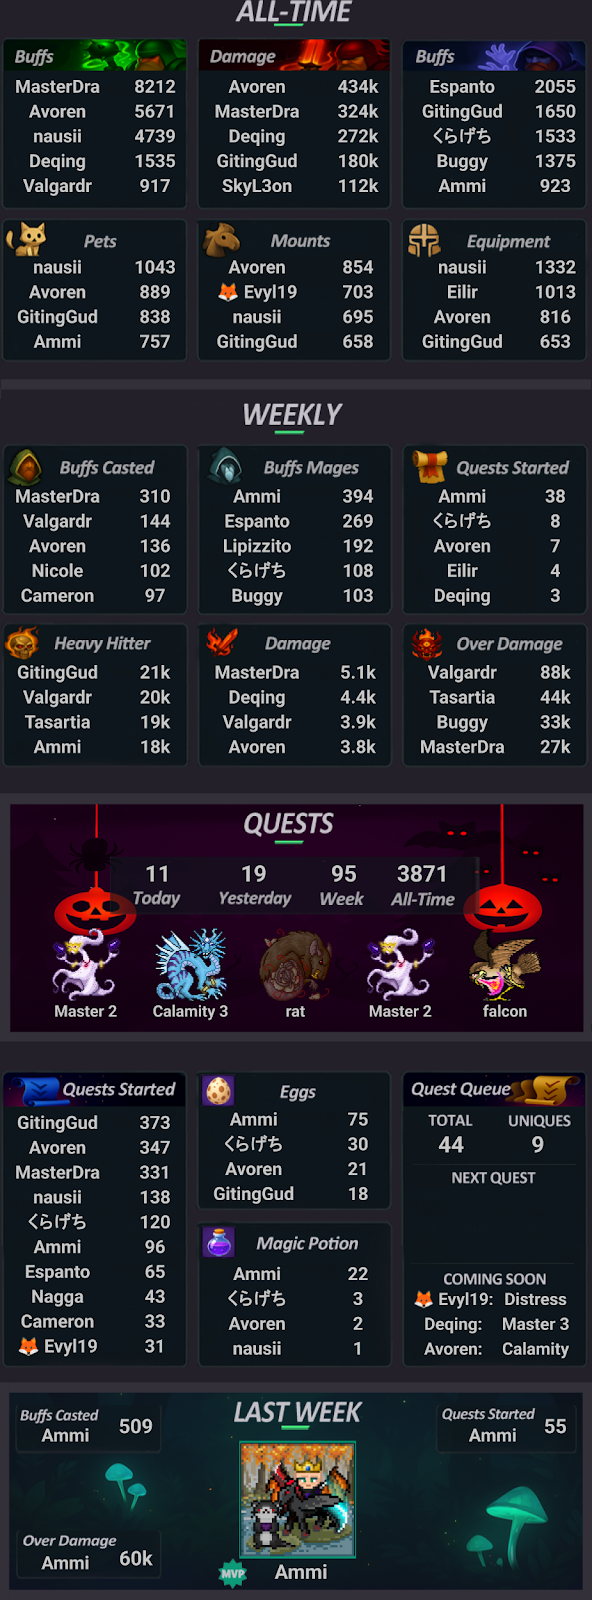 ALL-TIME
Buffs
MasterDra 8212
Avoren 5671
nausii 4739
Deqing 1535
Valgardr 917
Damage
Avoren 434k
MasterDra 324k
Deqing 272k
GitingGud 180k
SkyL3on 112k
Buffs
Espanto 2055
GitingGud 1650
くらげち 1533
Buggy 1375
Ammi 923
Pets
nausii 1043
Avoren 889
GitingGud 838
Ammi 757
Mounts
Avoren 854
🦊 Evyl19 703
nausii 695
GitingGud 658
Equipment
nausii 1332
Eilir 1013
Avoren 816
GitingGud 653
WEEKLY
Buffs Casted
MasterDra 310
Valgardr 144
Avoren 136
Nicole 102
Cameron 97
Buffs Mages
Ammi 394
Espanto 269
Lipizzito 192
くらげち 108
Buggy 103
Quests Started
Ammi 38
くらげち 8
Avoren 7
Eilir 4
Deqing 3
Heavy Hitter
GitingGud 21k
Valgardr 20k
Tasartia 19k
Ammi 18k
Damage
MasterDra 5.1k
Deqing 4.4k
Valgardr 3.9k
Avoren 3.8k
Over Damage
Valgardr 88k
Tasartia 44k
Buggy 33k
MasterDra 27k
QUESTS
11 19 95 3871
Today Yesterday Week All-Time
Master 2 Calamity 3 rat Master 2 falcon
Quests Started
GitingGud 373
Avoren 347
MasterDra 331
nausii 138
くらげち 120
Ammi 96
Espanto 65
Nagga 43
Cameron 33
🦊 Evyl19 31
Eggs
Ammi 75
くらげち 30
Avoren 21
GitingGud 18
Magic Potion
Ammi 22
くらげち 3
Avoren 2
nausii 1
Quest Queue
TOTAL UNIQUES
44 9
NEXT QUEST
COMING SOON
🦊 Evyl19: Distress
Deqing: Master 3
Avoren: Calamity
LAST WEEK
Buffs Casted
Ammi 509
Quests Started
Ammi 55
Over Damage
Ammi 60k
MVP Ammi